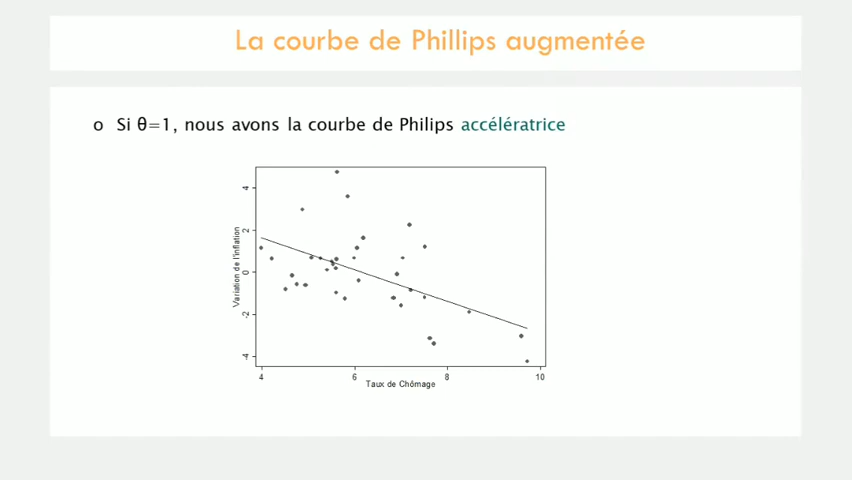 La courbe de Phillips augmentée
o Si θ=1, nous avons la courbe de Philips accélératrice
4
2
0
-2
-4
Variation de l'inflation
4 6 8 10
Taux de Chômage